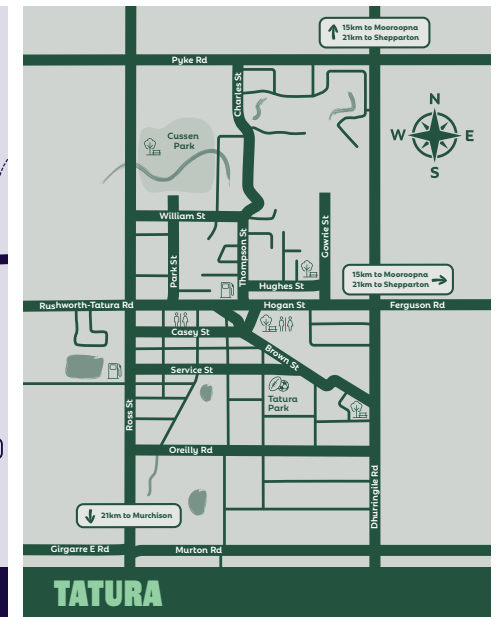 15km to Mooroopna
21km to Shepparton
Pyke Rd
Charles St
N
W
E
S
Cussen
Park
William St
Park St
Thompson St
Gowrie St
Hughes St
15km to Mooroopna
21km to Shepparton
Rushworth-Tatura Rd
Hogan St
Ferguson Rd
Casey St
Brown St
Service St
Tatura
Park
Ross St
Oreilly Rd
Dhurringile Rd
21km to Murchison
Girgarre E Rd
Murton Rd
TATURA